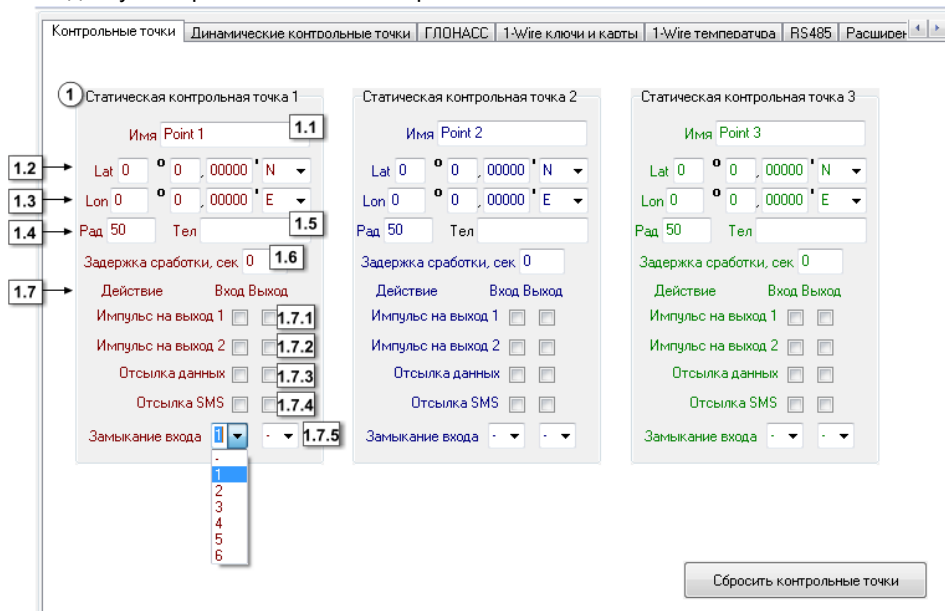 Контрольные точки Динамические контрольные точки ГЛОНАСС 1-Wire ключи и карты 1-Wire температура RS485
1 Статическая контрольная точка 1 Статическая контрольная точка 2 Статическая контрольная точка 3
Имя Point 1 1.1 Имя Point 2 Имя Point 3
1.2 Lat 0 ° 0 , 00000 ' N Lat 0 ° 0 , 00000 ' N Lat 0 ° 0 , 00000 ' N
1.3 Lon 0 ° 0 , 00000 ' E Lon 0 ° 0 , 00000 ' E Lon 0 ° 0 , 00000 ' E
1.4 Рад 50 Тел 1.5 Рад 50 Тел Рад 50 Тел
Задержка сработки, сек 0 1.6 Задержка сработки, сек 0 Задержка сработки, сек 0
1.7 Действие Вход Выход Действие Вход Выход Действие Вход Выход
Импульс на выход 1 1.7.1 Импульс на выход 1 Импульс на выход 1
Импульс на выход 2 1.7.2 Импульс на выход 2 Импульс на выход 2
Отсылка данных 1.7.3 Отсылка данных Отсылка данных
Отсылка SMS 1.7.4 Отсылка SMS Отсылка SMS
Замыкание входа 1 - 1.7.5 Замыкание входа - - Замыкание входа - -
-
1
2
3
4
5
6
Сбросить контрольные точки